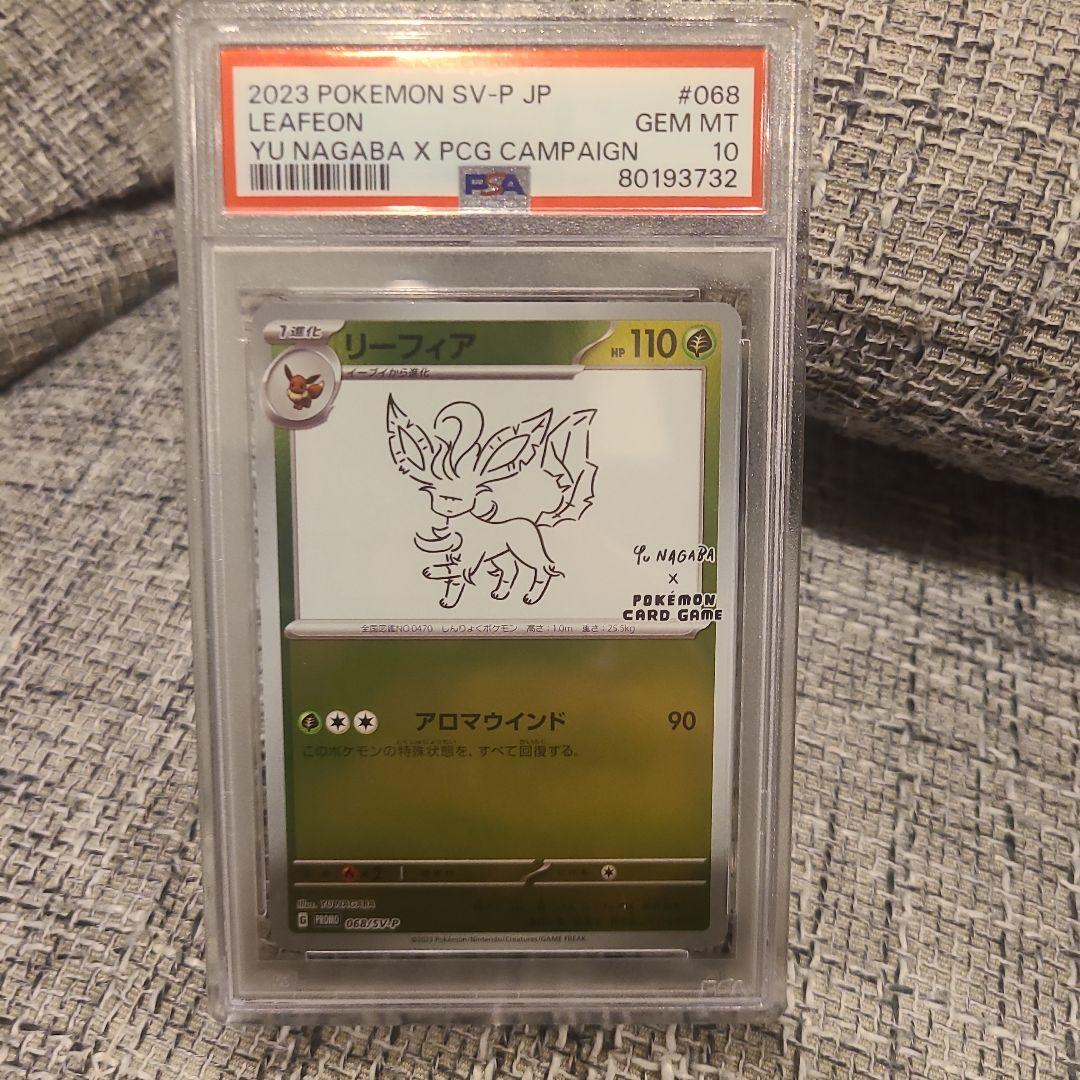 2023 POKEMON SV-P JP #068
LEAFEON GEM MT
YU NAGABA X PCG CAMPAIGN 10
PSA 80193732
1進化 リーフィア HP 110
イーブイから進化
Yu NAGABA
X
POKÉMON
CARD GAME
全国図鑑NO.0470 しんりょくポケモン 高さ:1.0m 重さ:25.5kg
アロマウインド 90
このポケモンの特殊状態を、すべて回復する。
×2
Illus. YU NAGABA
G PROMO 068/SV-P
©2023 Pokémon/Nintendo/Creatures/GAME FREAK